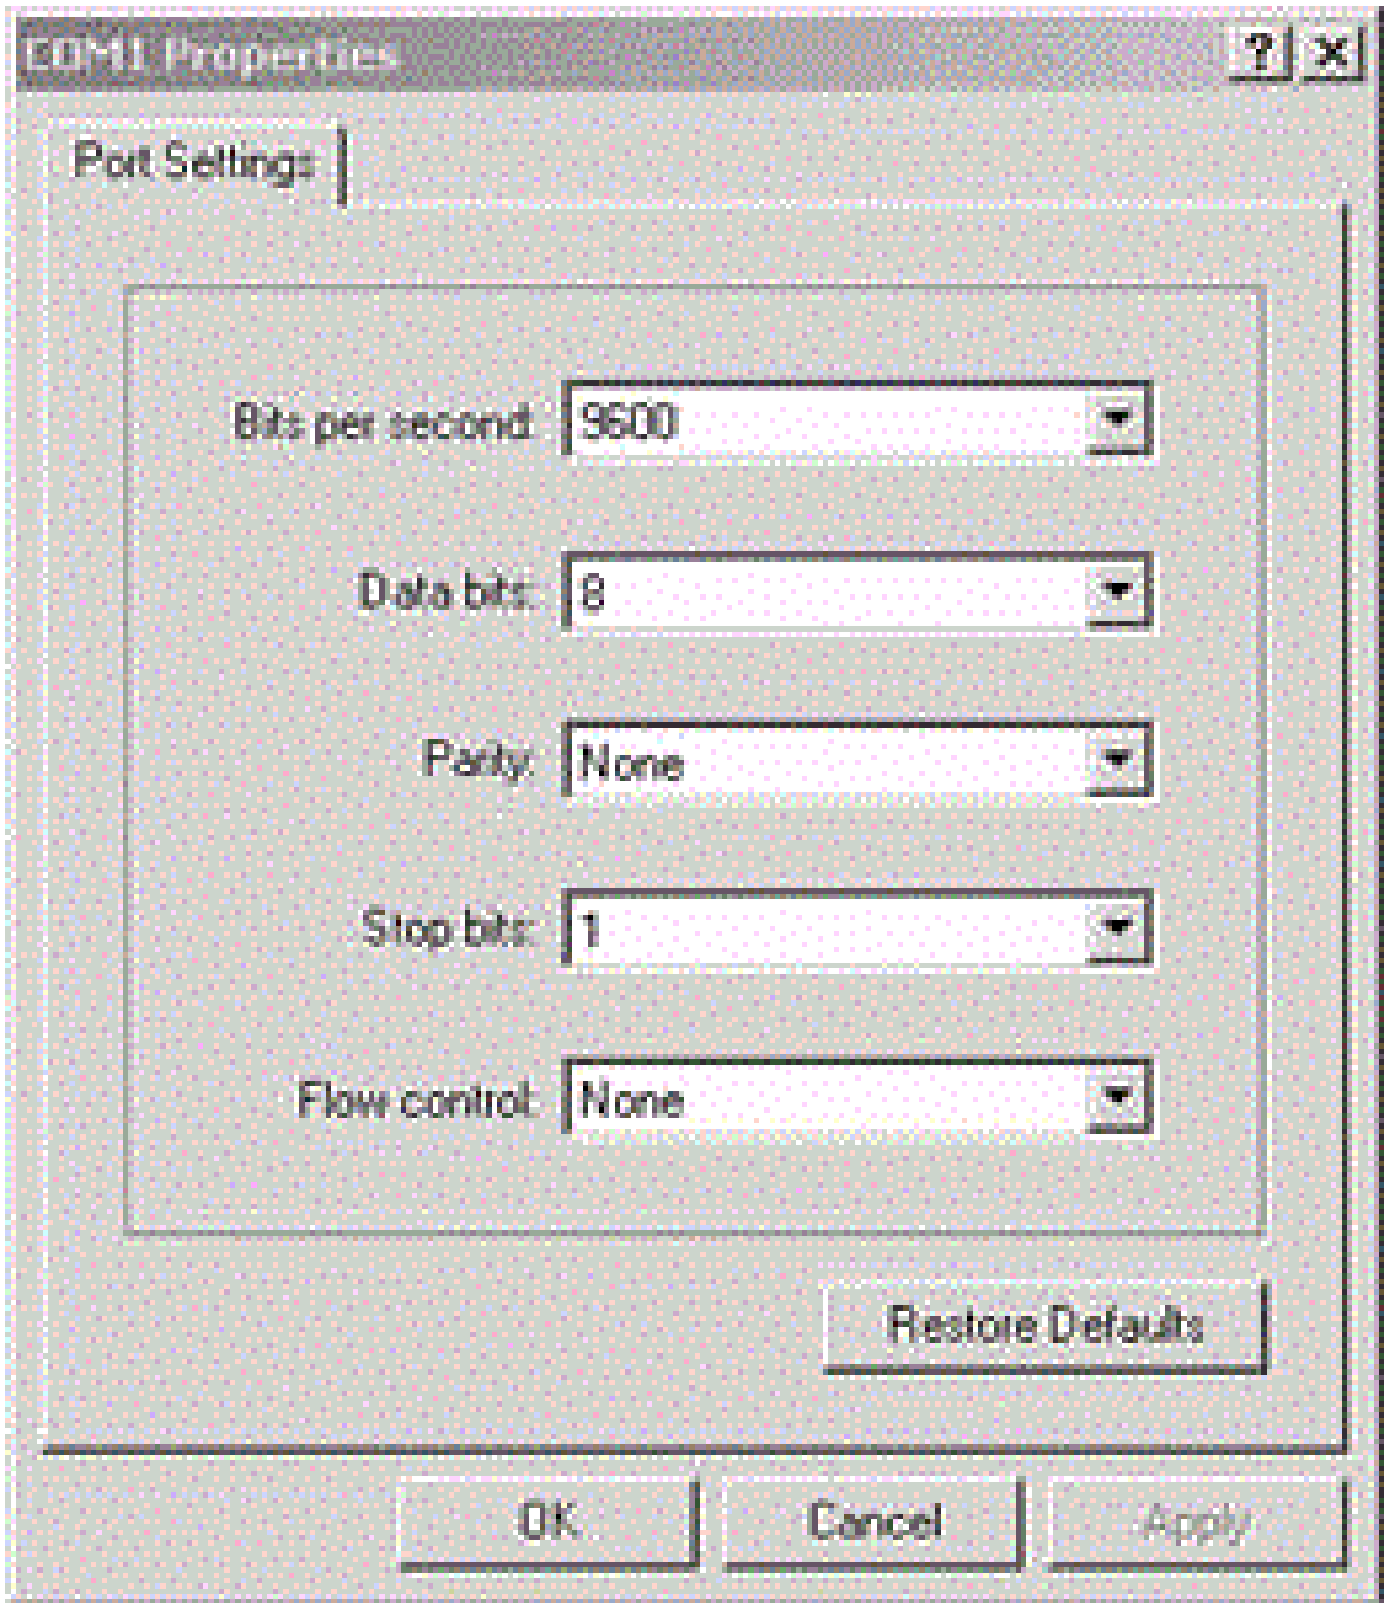 COM1 Properties
Port Settings
Bits per second: 9600
Data bits: 8
Parity: None
Stop bits: 1
Flow control: None
Restore Defaults
OK Cancel Apply